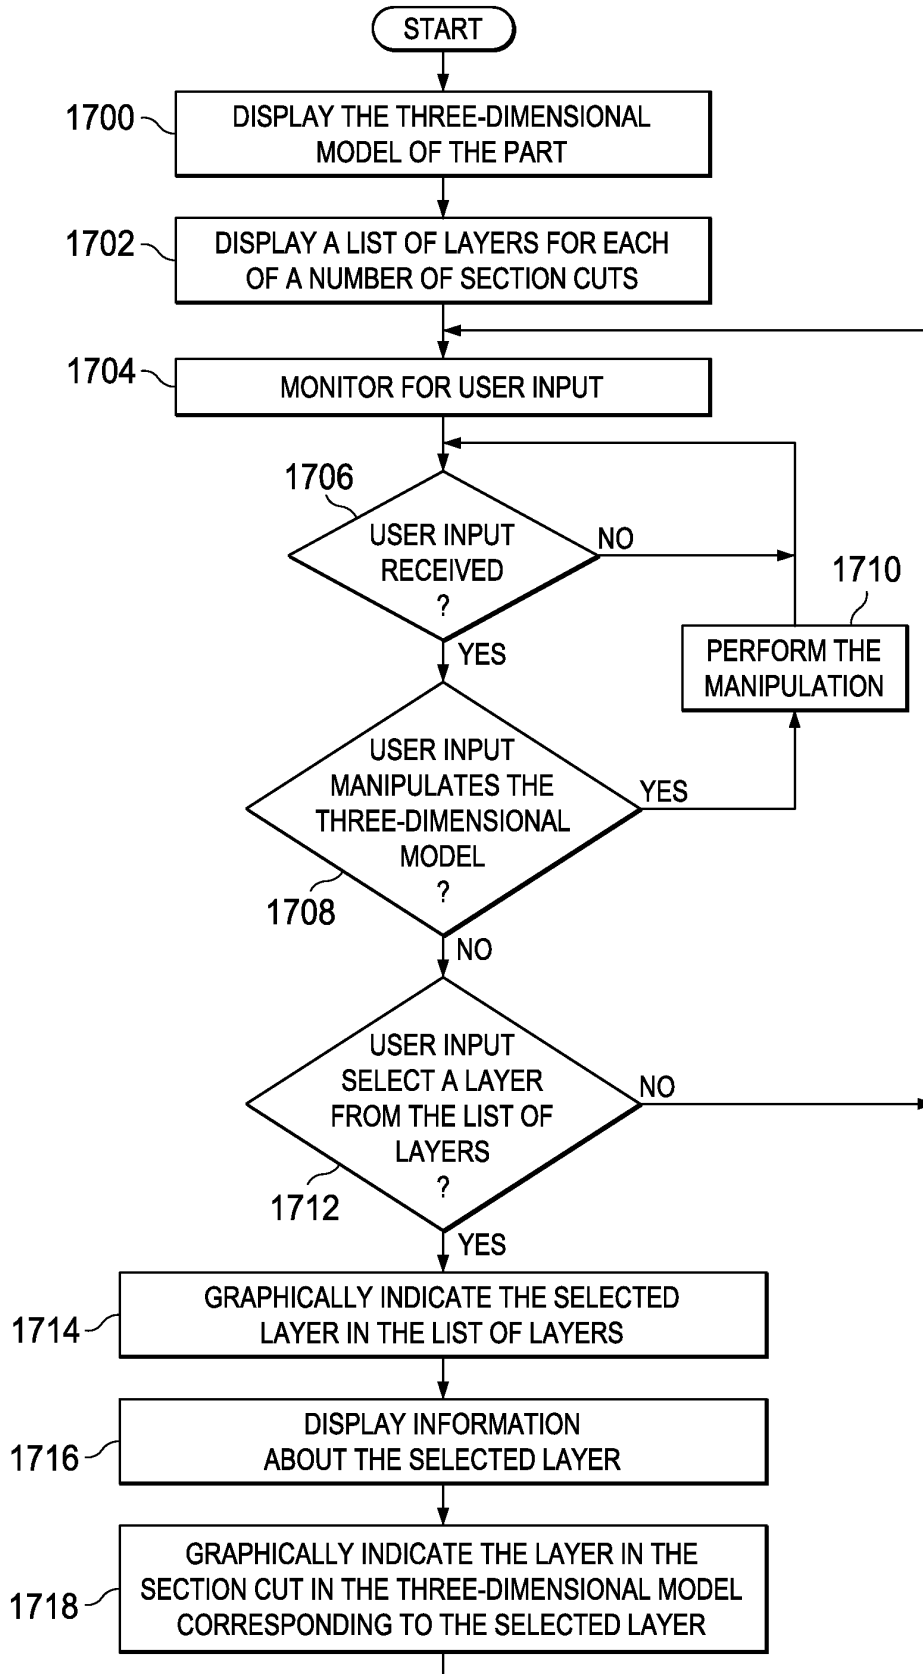 START
1700
DISPLAY THE THREE-DIMENSIONAL
MODEL OF THE PART
1702
DISPLAY A LIST OF LAYERS FOR EACH
OF A NUMBER OF SECTION CUTS
1704
MONITOR FOR USER INPUT
1706
USER INPUT
RECEIVED
?
NO
YES
1710
PERFORM THE
MANIPULATION
USER INPUT
MANIPULATES THE
THREE-DIMENSIONAL
MODEL
?
YES
1708
NO
USER INPUT
SELECT A LAYER
FROM THE LIST OF
LAYERS
?
NO
1712
YES
1714
GRAPHICALLY INDICATE THE SELECTED
LAYER IN THE LIST OF LAYERS
1716
DISPLAY INFORMATION
ABOUT THE SELECTED LAYER
1718
GRAPHICALLY INDICATE THE LAYER IN THE
SECTION CUT IN THE THREE-DIMENSIONAL MODEL
CORRESPONDING TO THE SELECTED LAYER